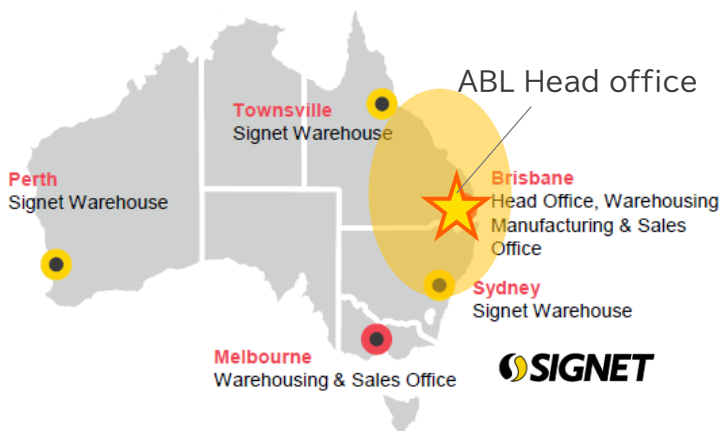 ABL Head office
Townsville
Signet Warehouse
Perth
Signet Warehouse
Brisbane
Head Office, Warehousing
Manufacturing & Sales
Office
Sydney
Signet Warehouse
Melbourne
Warehousing & Sales Office
SIGNET